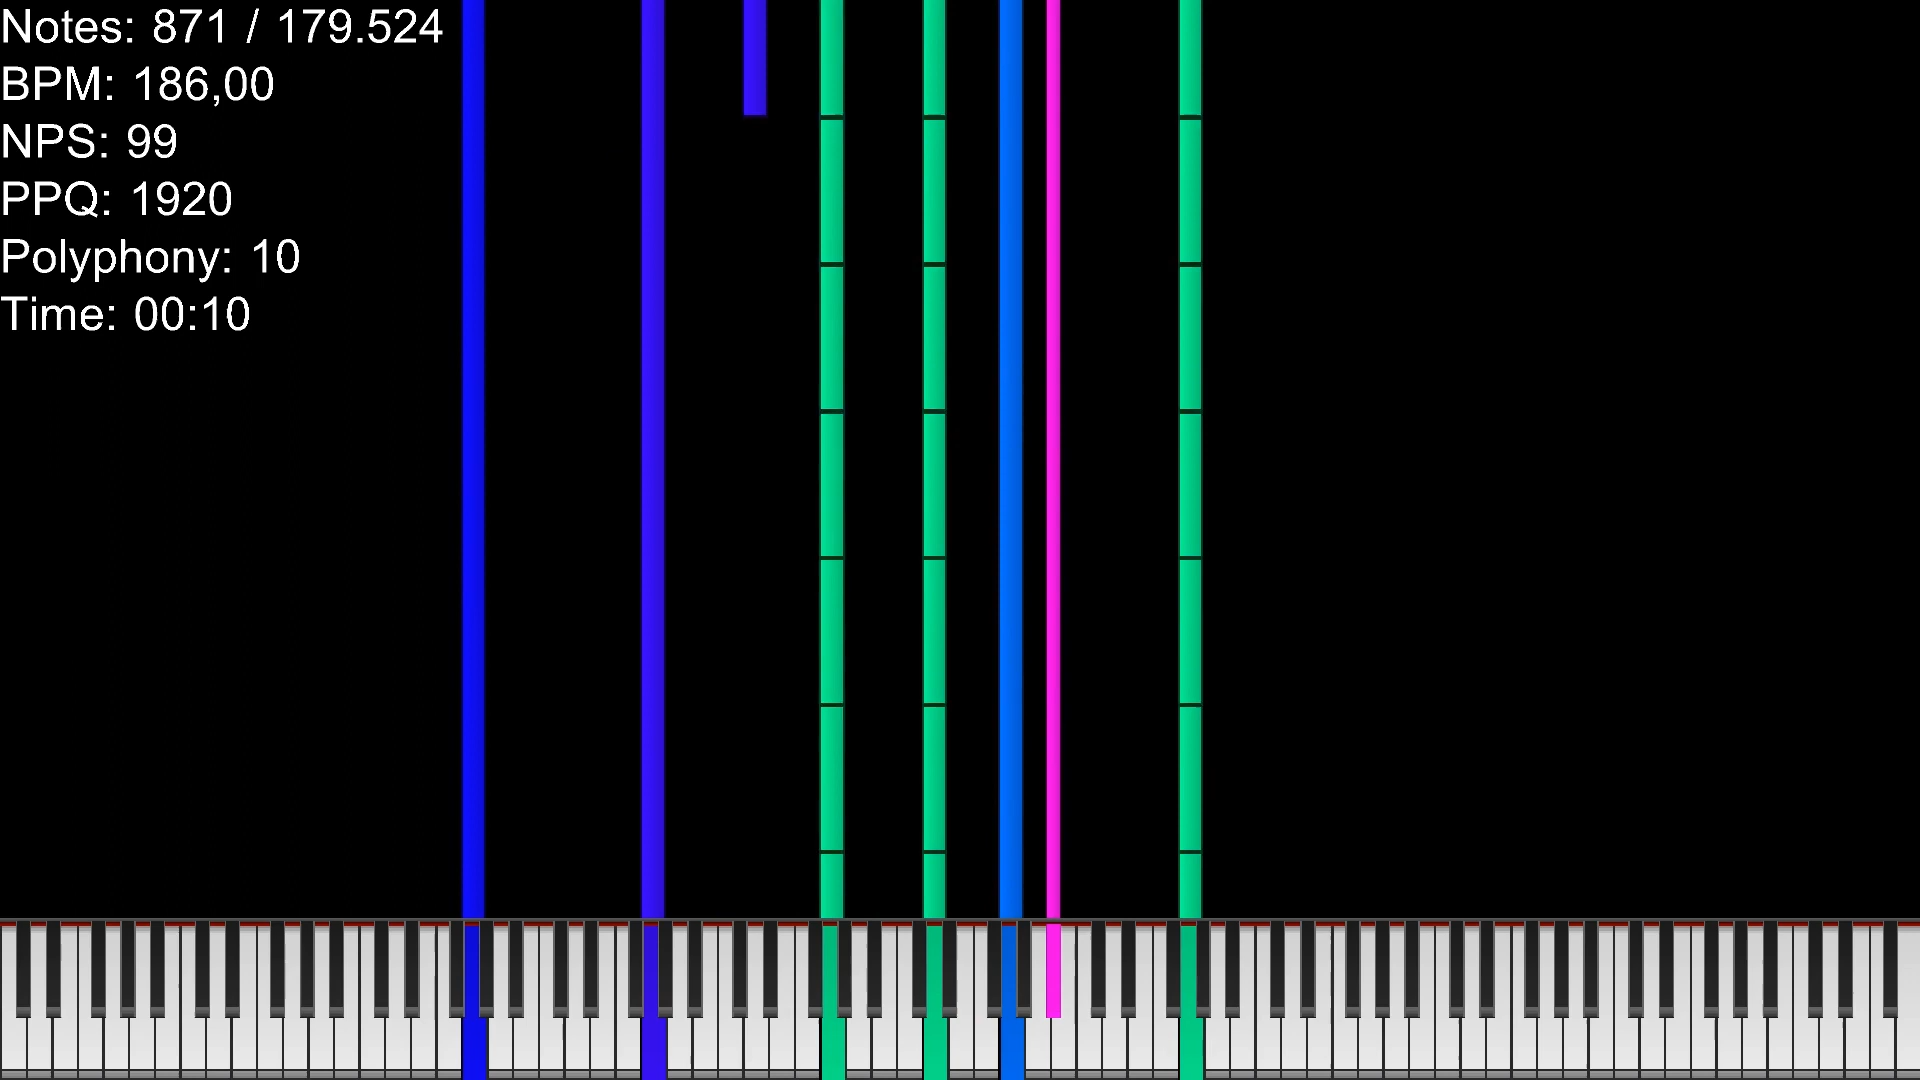 Notes: 871 / 179.524
BPM: 186,00
NPS: 99
PPQ: 1920
Polyphony: 10
Time: 00:10